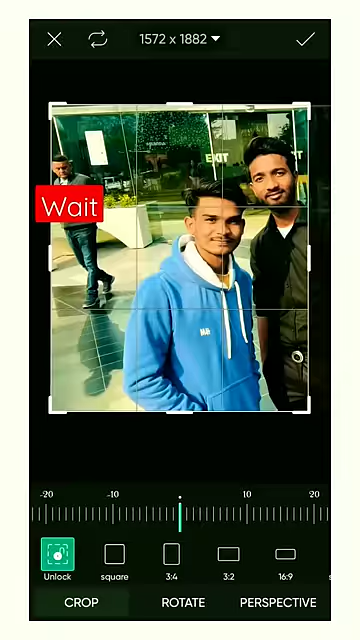 1572 x 1882
EXIT
Wait
-20 -10 0 10 20
Unlock square 3:4 3:2 16:9
CROP ROTATE PERSPECTIVE